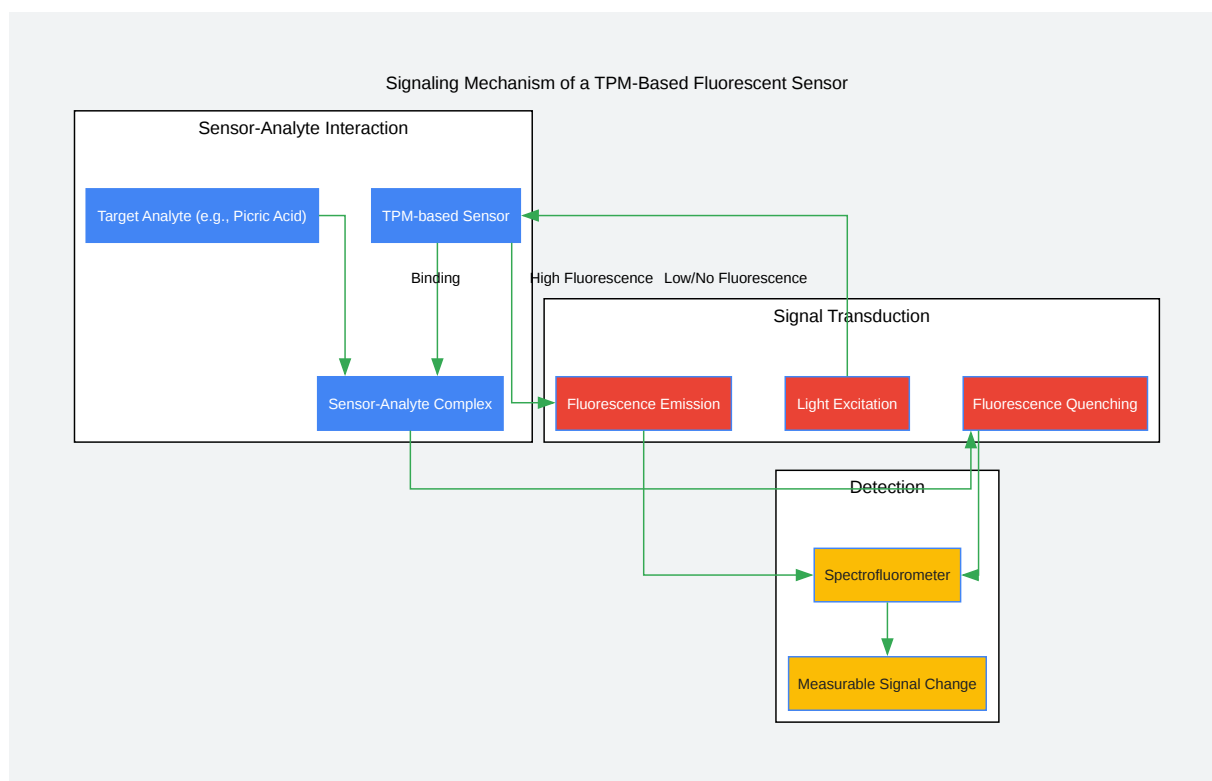 Signaling Mechanism of a TPM-Based Fluorescent Sensor
Sensor-Analyte Interaction
Target Analyte (e.g., Picric Acid)
TPM-based Sensor
Binding
High Fluorescence
Low/No Fluorescence
Signal Transduction
Sensor-Analyte Complex
Fluorescence Emission
Light Excitation
Fluorescence Quenching
Detection
Spectrofluorometer
Measurable Signal Change